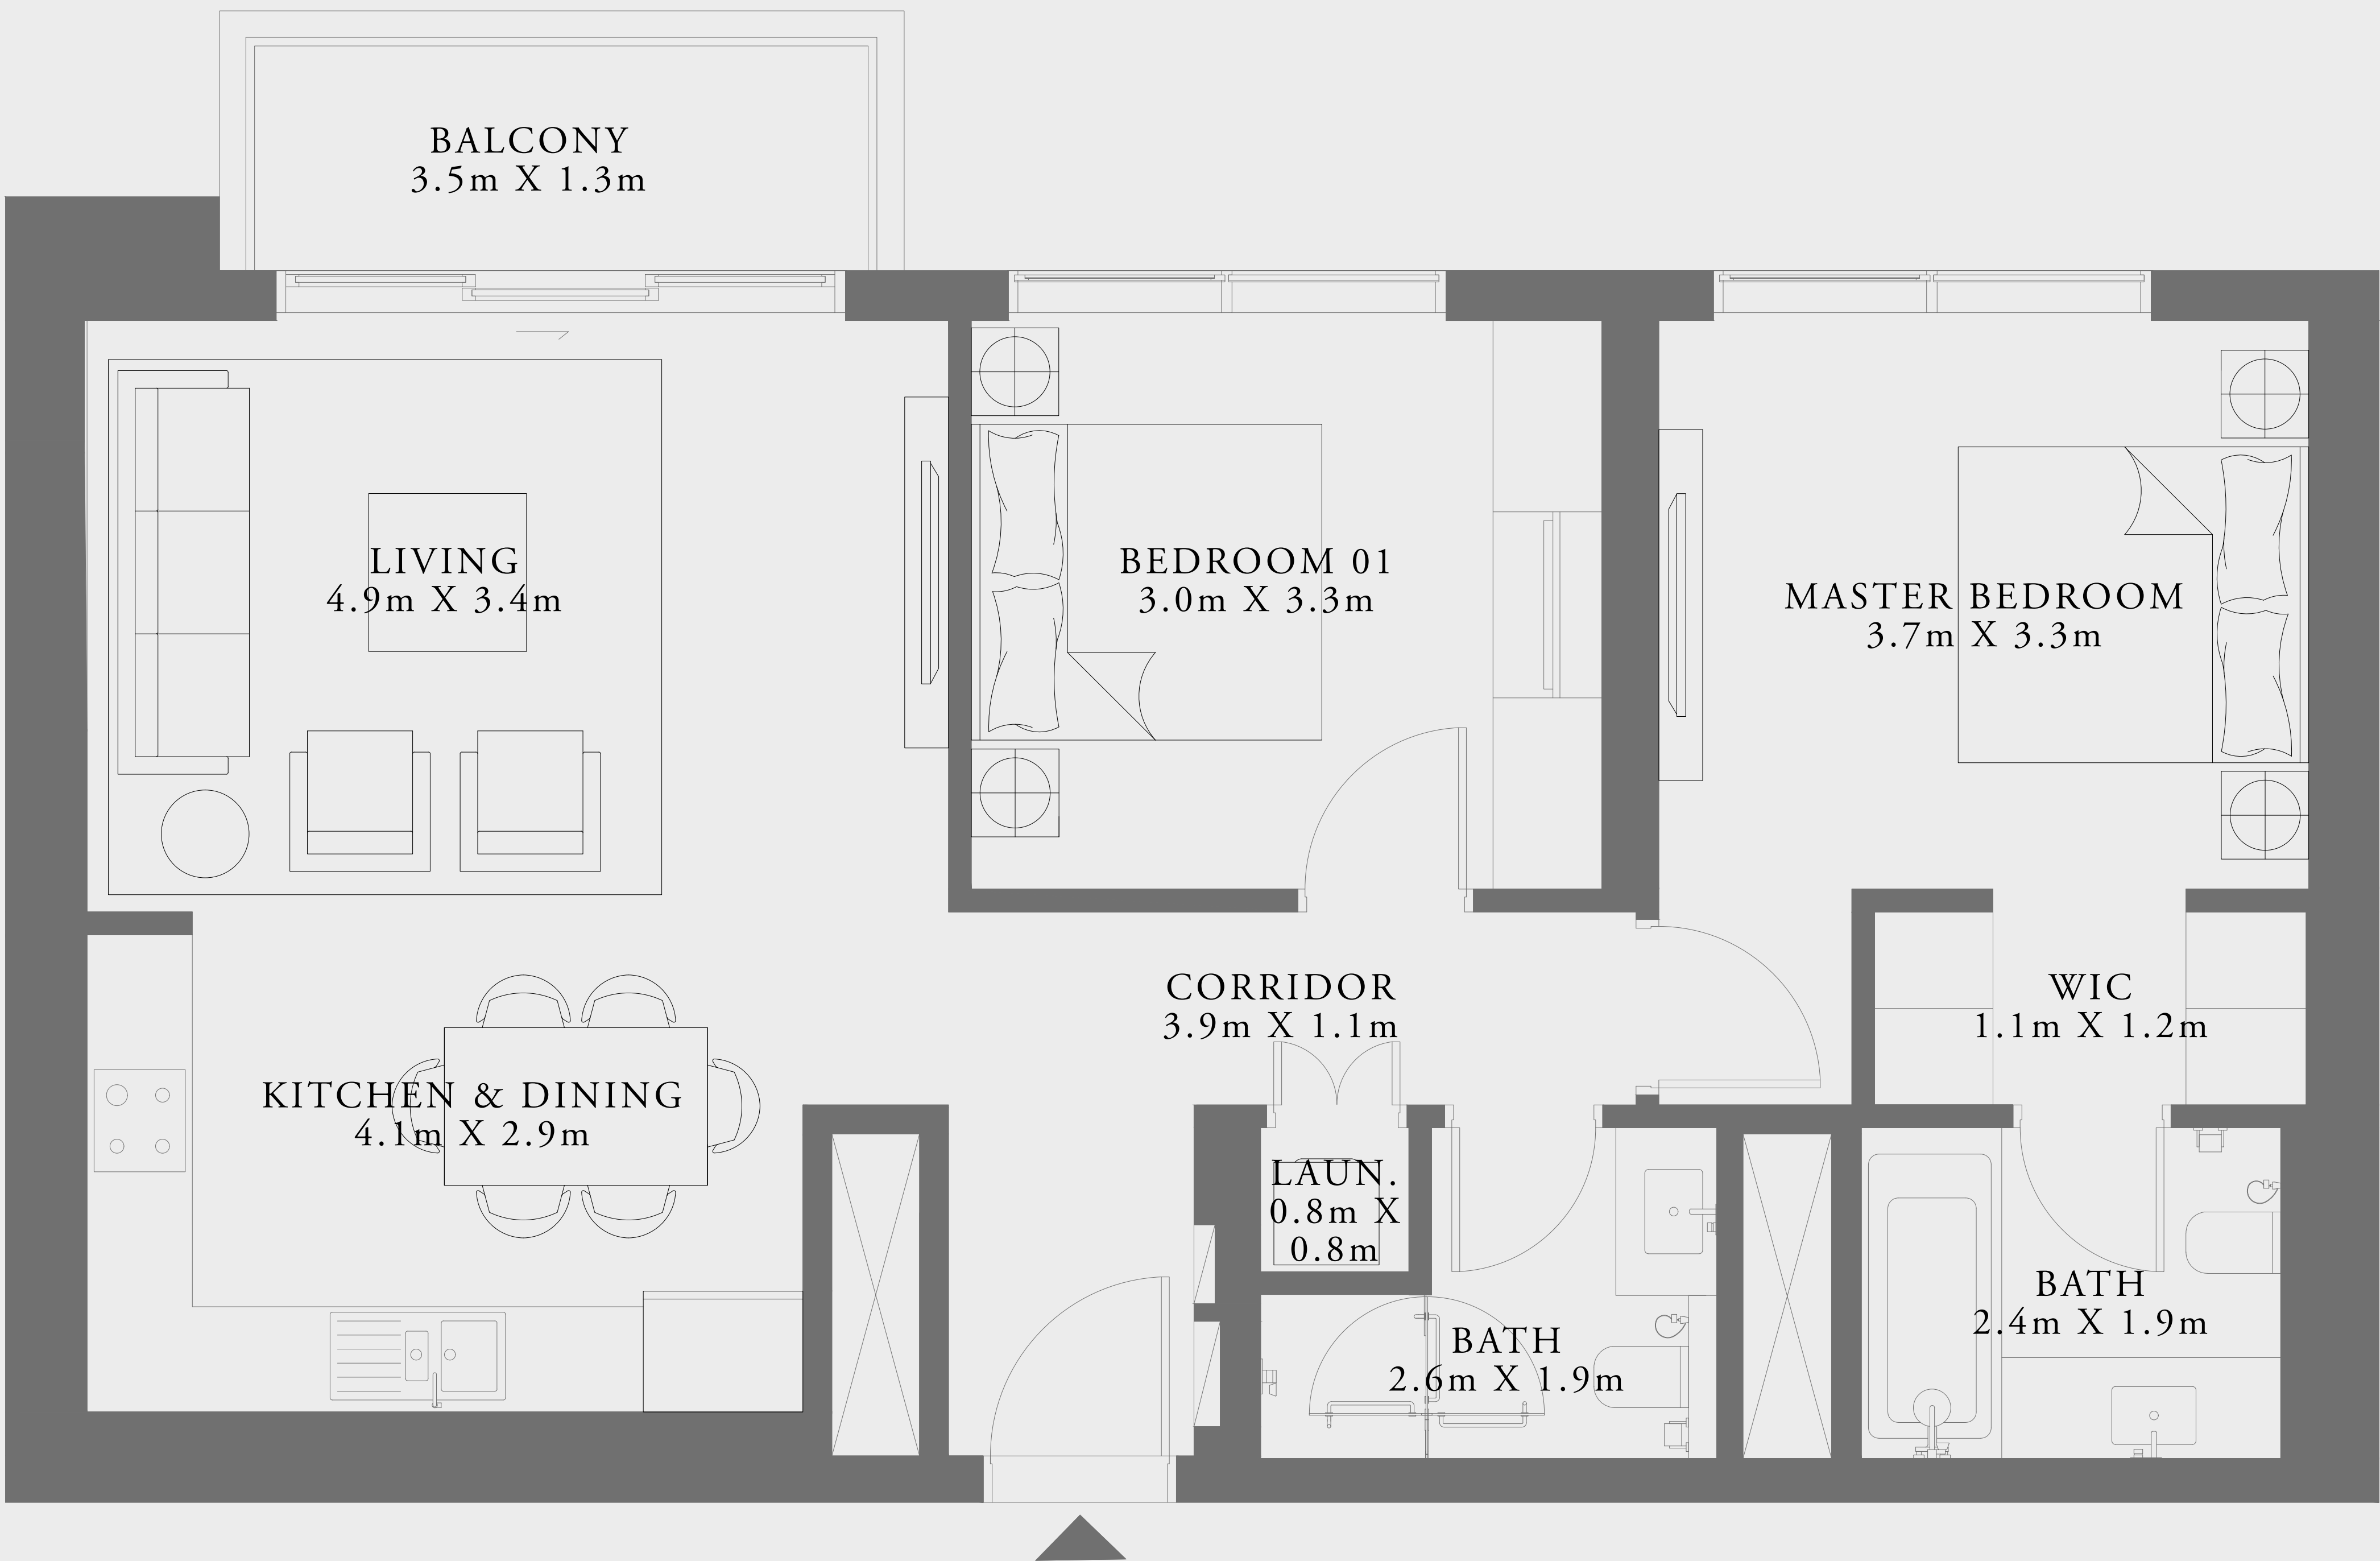 BALCONY
3.5m X 1.3m
LIVING
4.9m X 3.4m
BEDROOM 01
3.0m X 3.3m
MASTER BEDROOM
3.7m X 3.3m
CORRIDOR
3.9m X 1.1m
WIC
1.1m X 1.2m
KITCHEN & DINING
4.1m X 2.9m
LAUN.
0.8m X
0.8m
BATH
2.6m X 1.9m
BATH
2.4m X 1.9m